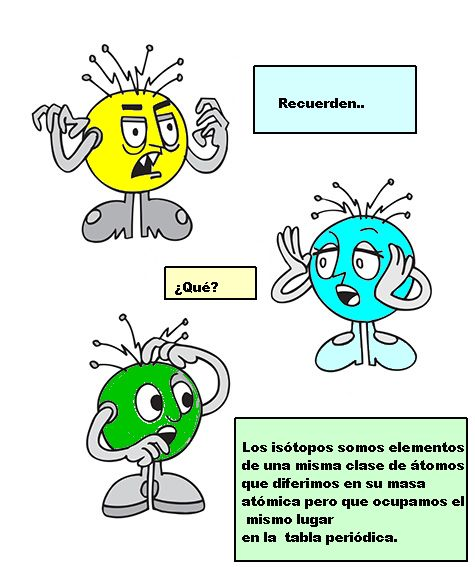 Recuerden..
¿Qué?
Los isótopos somos elementos
de una misma clase de átomos
que diferimos en su masa
atómica pero que ocupamos el
mismo lugar
en la tabla periódica.